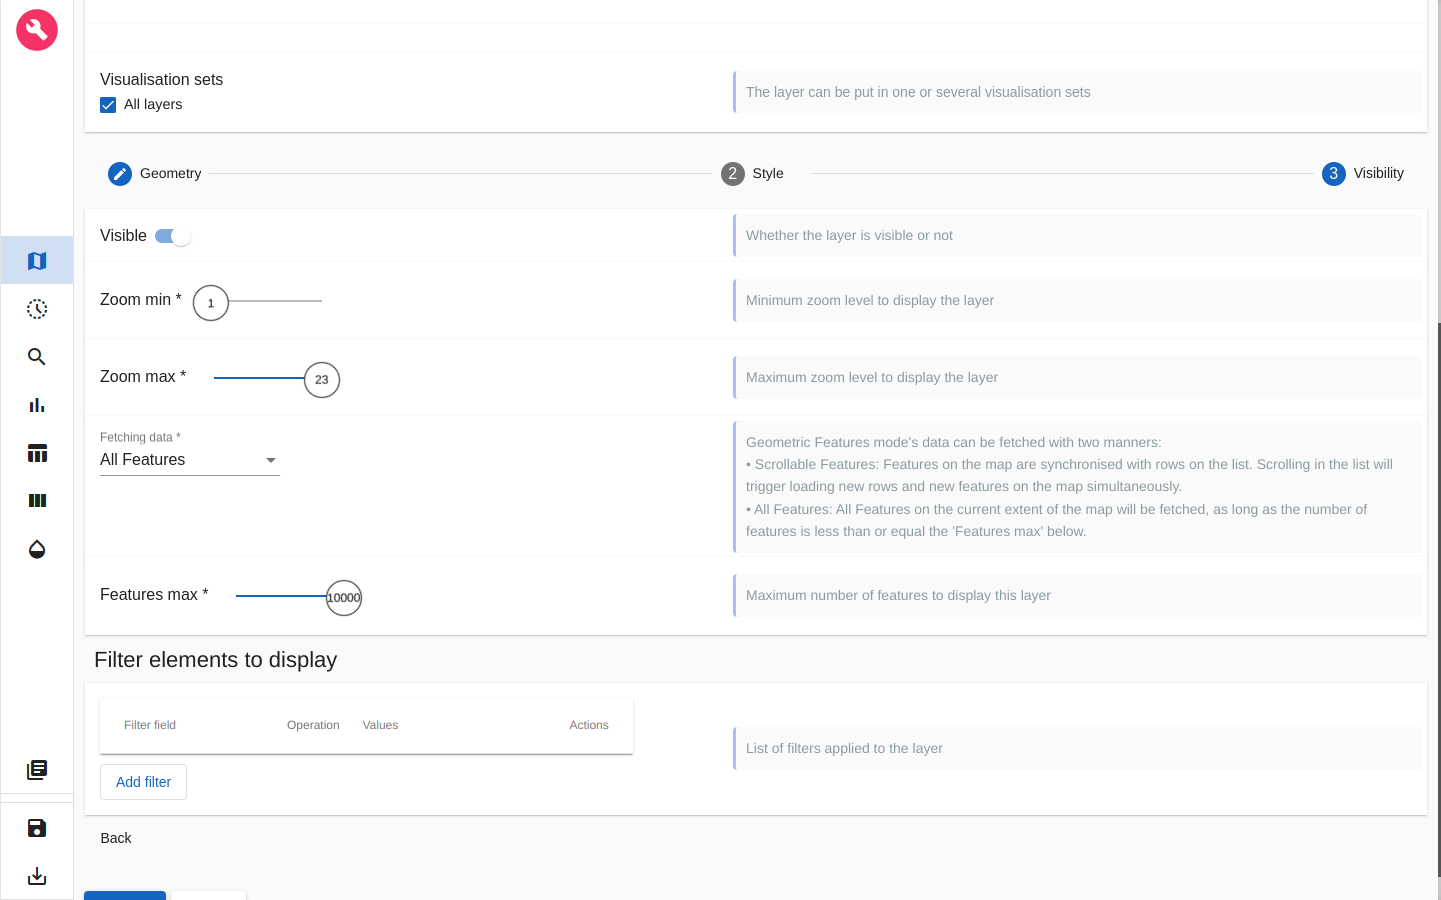 Visualisation sets
All layers
The layer can be put in one or several visualisation sets
Geometry
2 Style
3 Visibility
Visible
Whether the layer is visible or not
Zoom min *
1
Minimum zoom level to display the layer
Zoom max *
23
Maximum zoom level to display the layer
Fetching data *
All Features
Geometric Features mode's data can be fetched with two manners:
• Scrollable Features: Features on the map are synchronised with rows on the list. Scrolling in the list will
trigger loading new rows and new features on the map simultaneously.
• All Features: All Features on the current extent of the map will be fetched, as long as the number of
features is less than or equal the 'Features max' below.
Features max *
10000
Maximum number of features to display this layer
Filter elements to display
Filter field Operation Values Actions
List of filters applied to the layer
Add filter
Back